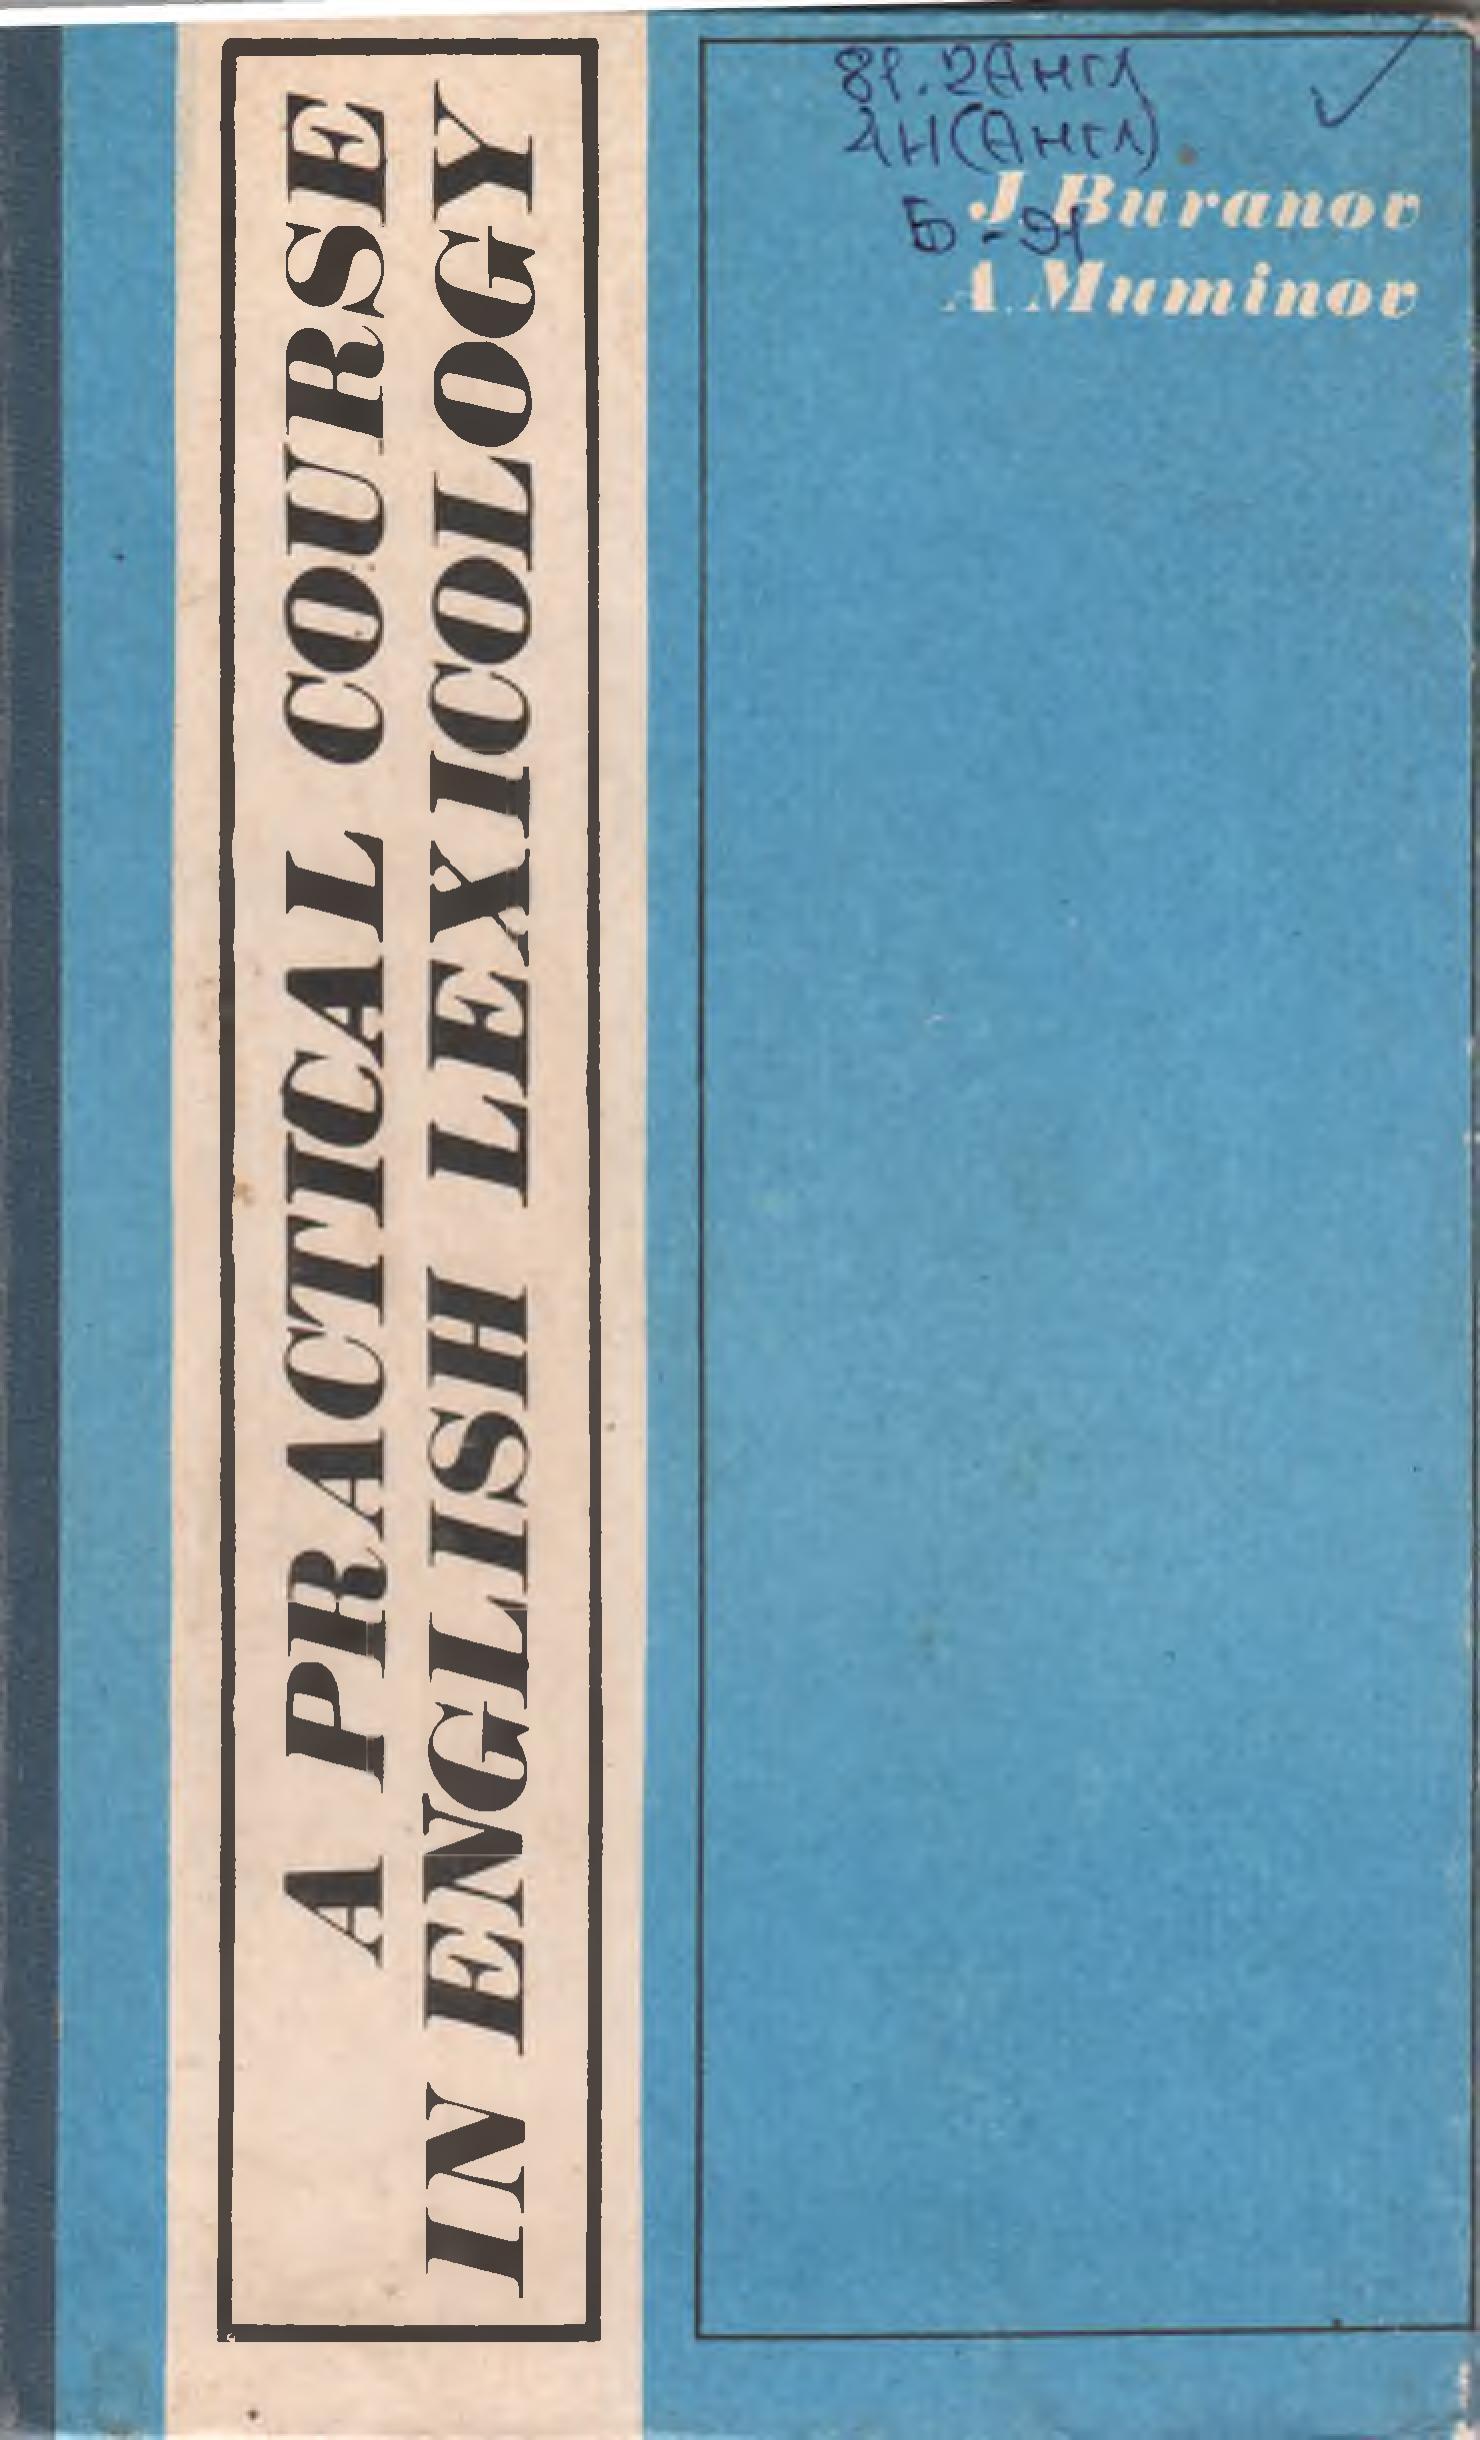 A PRACTICAL COURSE
IN ENGLISH LEXICOLOGY
81.2Англ
4И(Англ)
Б-91
J. Buranov
A. Muminov